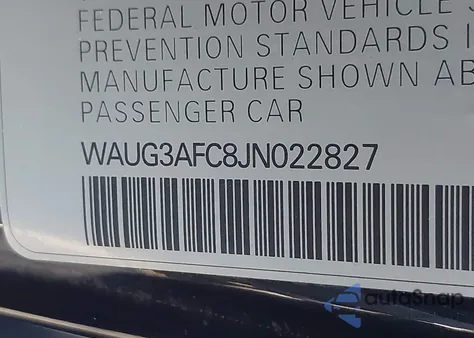 FEDERAL MOTOR VEHICLE
PREVENTION STANDARDS
MANUFACTURE SHOWN AB
PASSENGER CAR
WAUG3AFC8JN022827
autoSnap